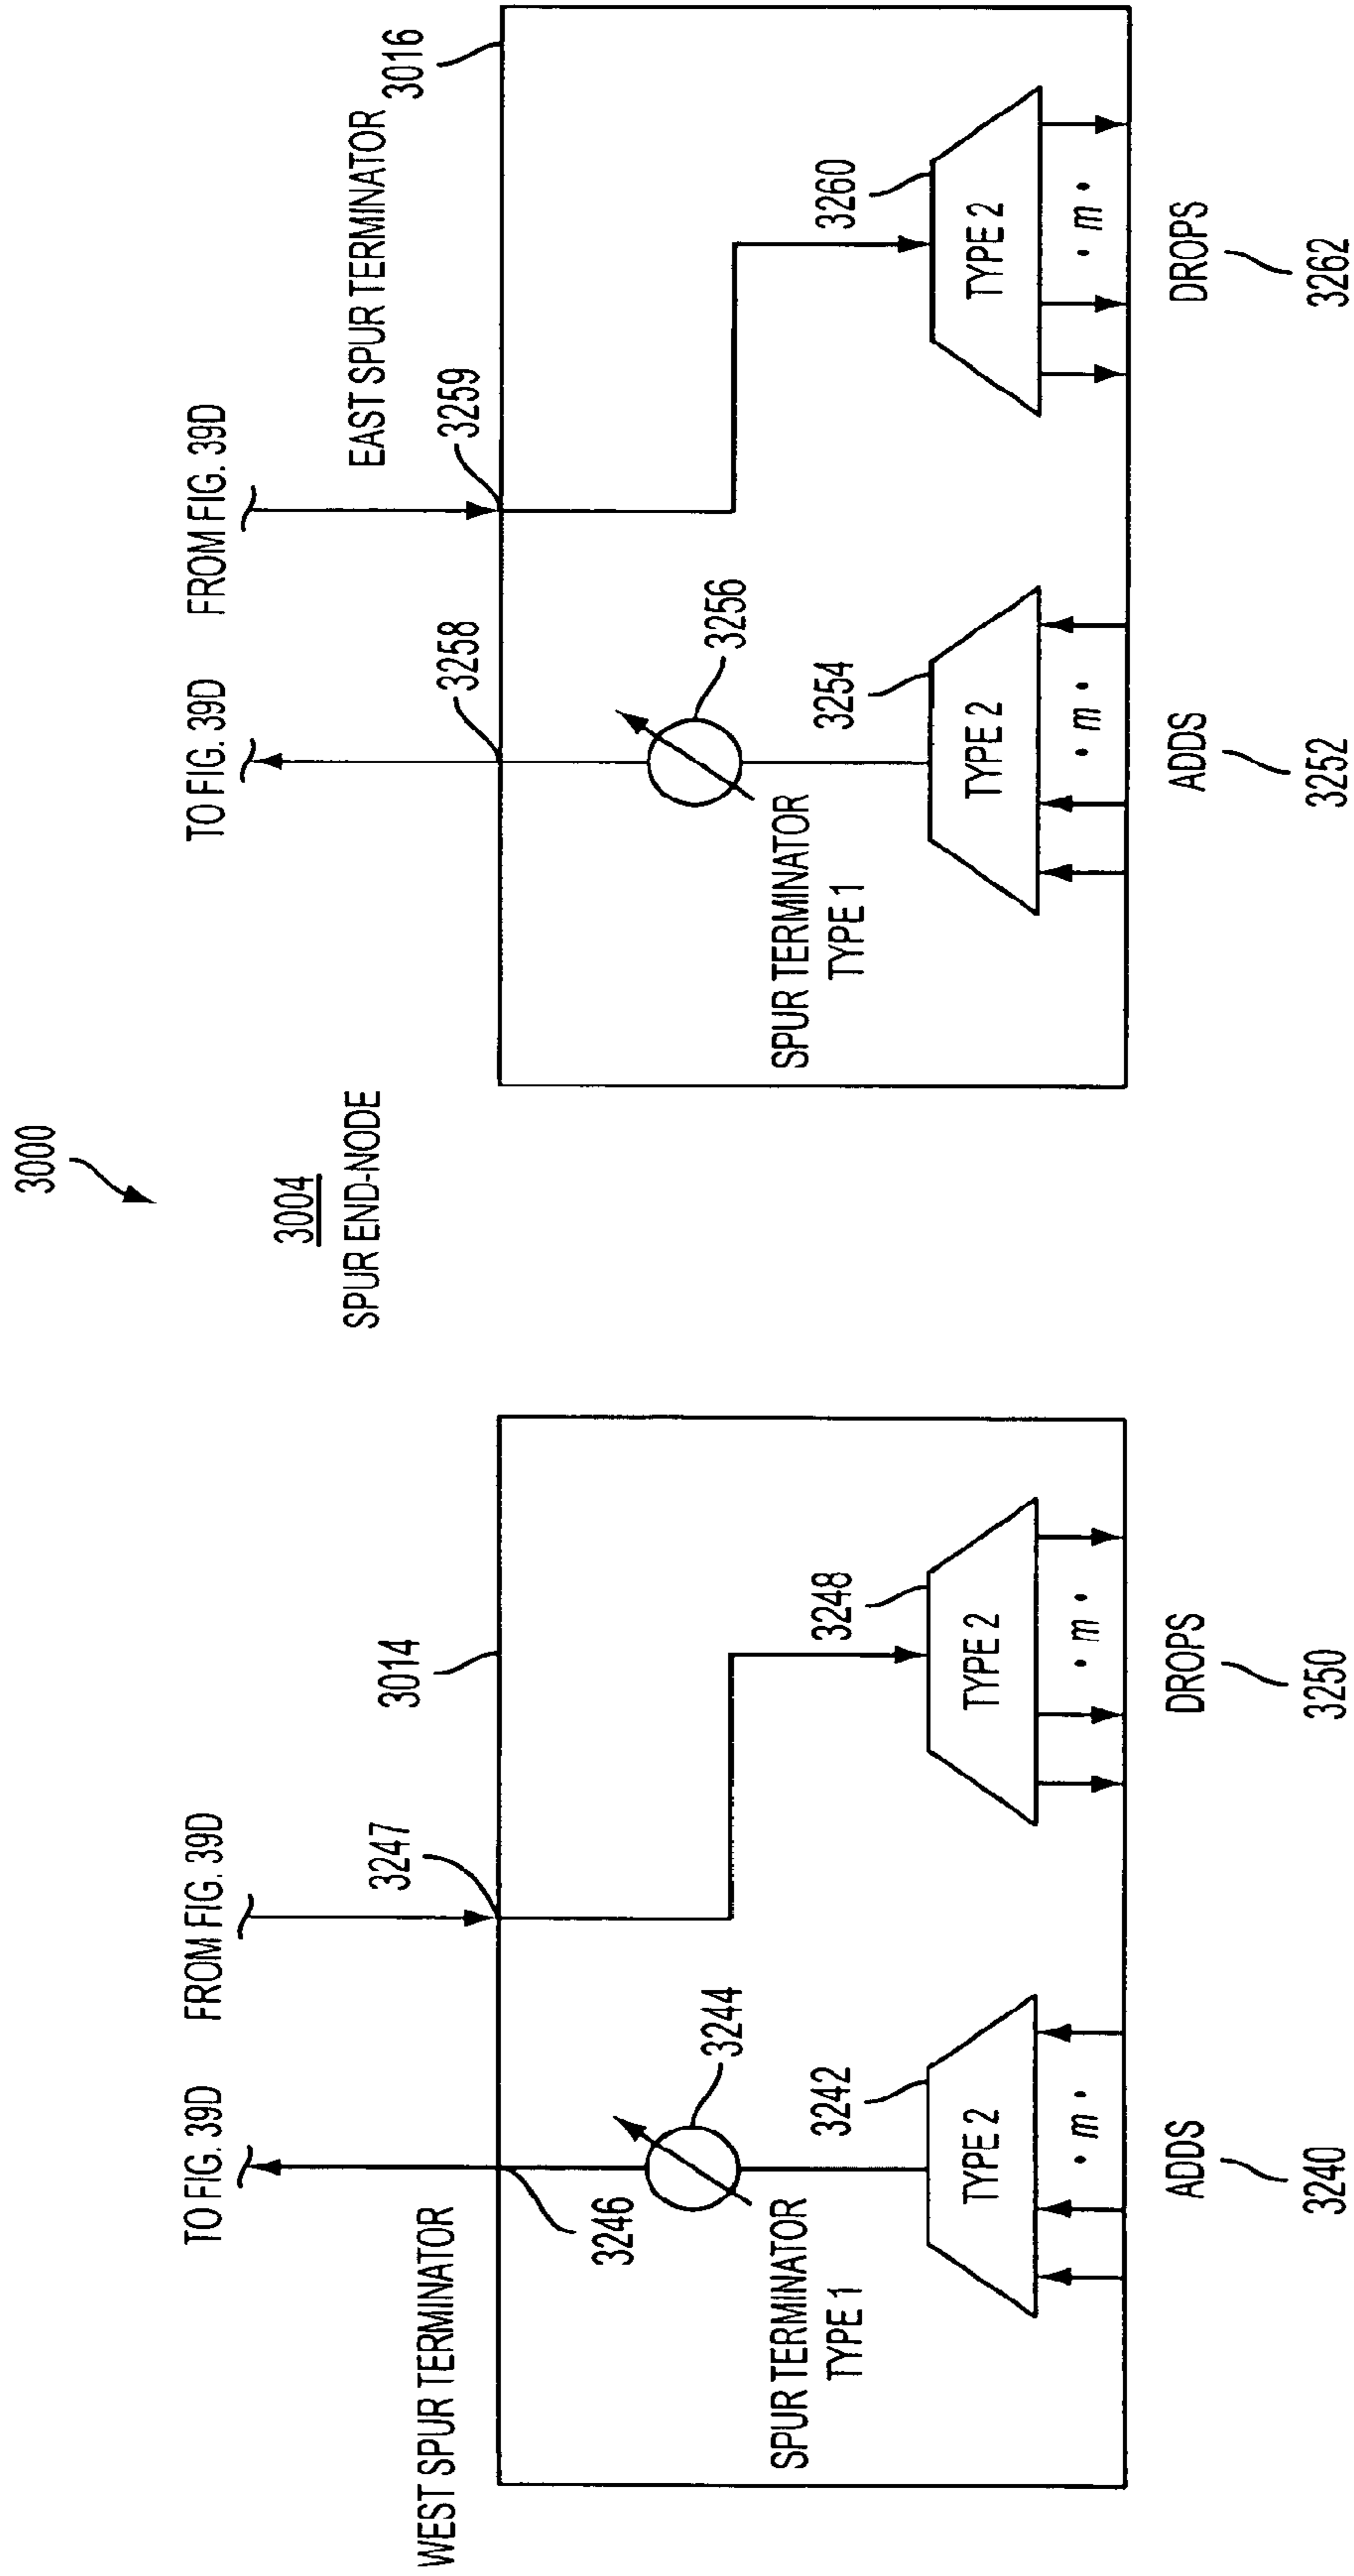 3000
3004
SPUR END-NODE
TO FIG. 39D
FROM FIG. 39D
WEST SPUR TERMINATOR
3246
3247
3014
3244
SPUR TERMINATOR
TYPE 1
3242
TYPE 2
3248
TYPE 2
• m •
• m •
ADDS
3240
DROPS
3250
TO FIG. 39D
FROM FIG. 39D
EAST SPUR TERMINATOR
3258
3259
3016
3256
SPUR TERMINATOR
TYPE 1
3254
TYPE 2
3260
TYPE 2
• m •
• m •
ADDS
3252
DROPS
3262